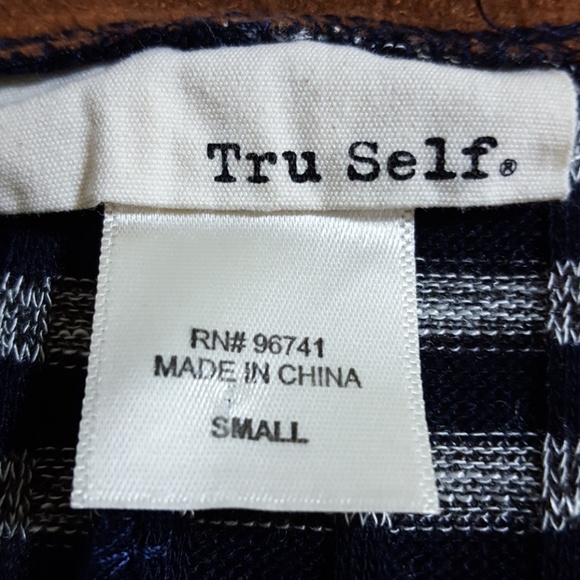 Tru Self®
RN# 96741
MADE IN CHINA
SMALL